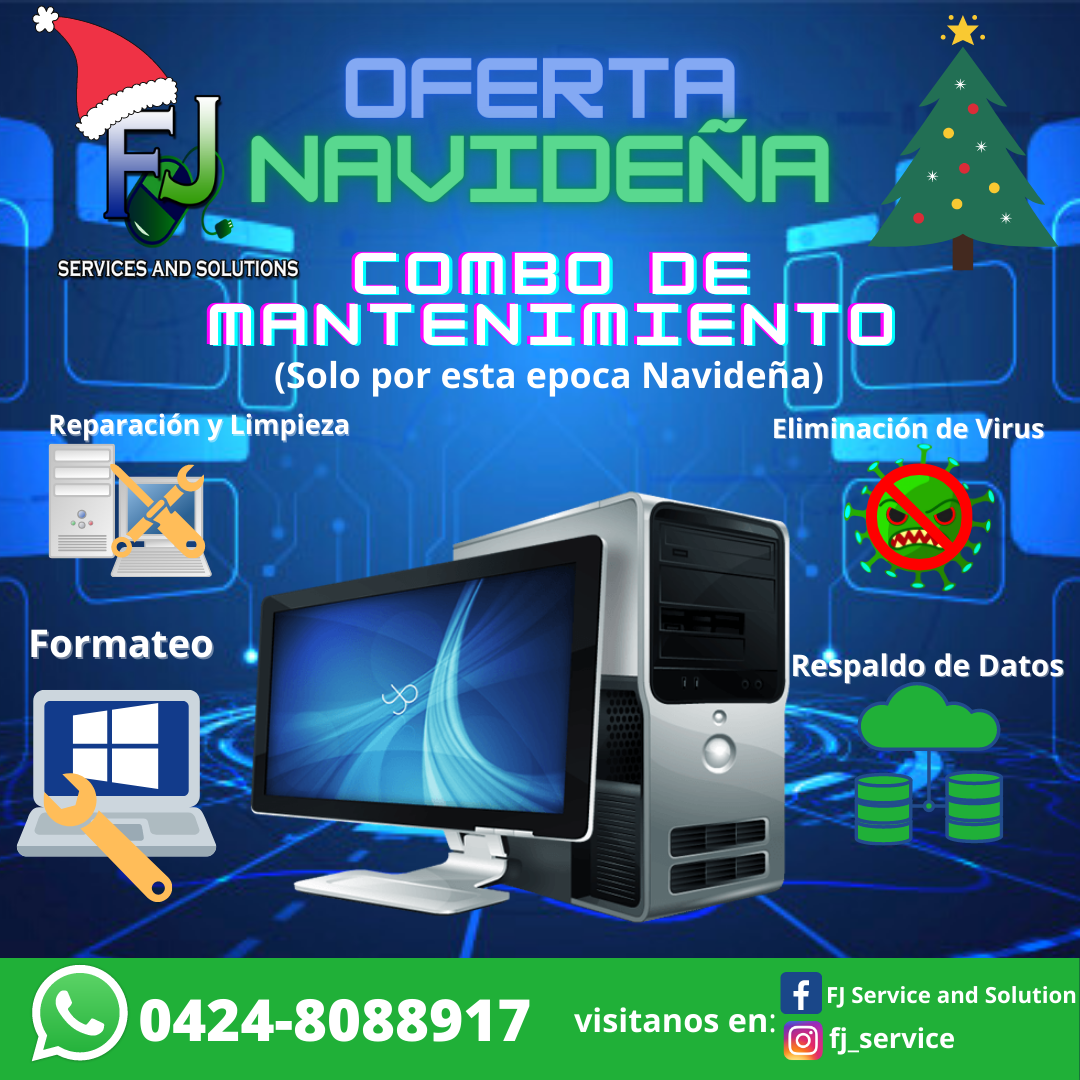 OFERTA
NAVIDEÑA
FJ
SERVICES AND SOLUTIONS
COMBO DE
MANTENIMIENTO
(Solo por esta epoca Navideña)
Reparación y Limpieza
Eliminación de Virus
Formateo
Respaldo de Datos
0424-8088917
visitanos en:
FJ Service and Solution
fj_service